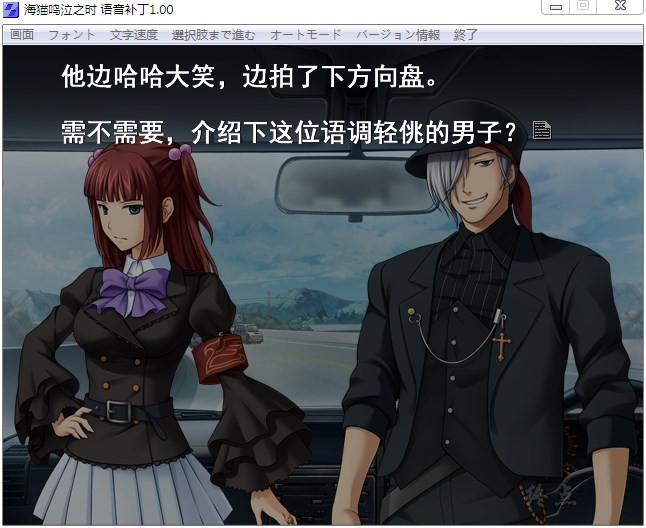 海猫鸣泣之时 语音补丁1.00
画面 フォント 文字速度 選択肢まで進む オートモード バージョン情報 終了
他边哈哈大笑，边拍了下方向盘。
需不需要，介绍下这位语调轻佻的男子？